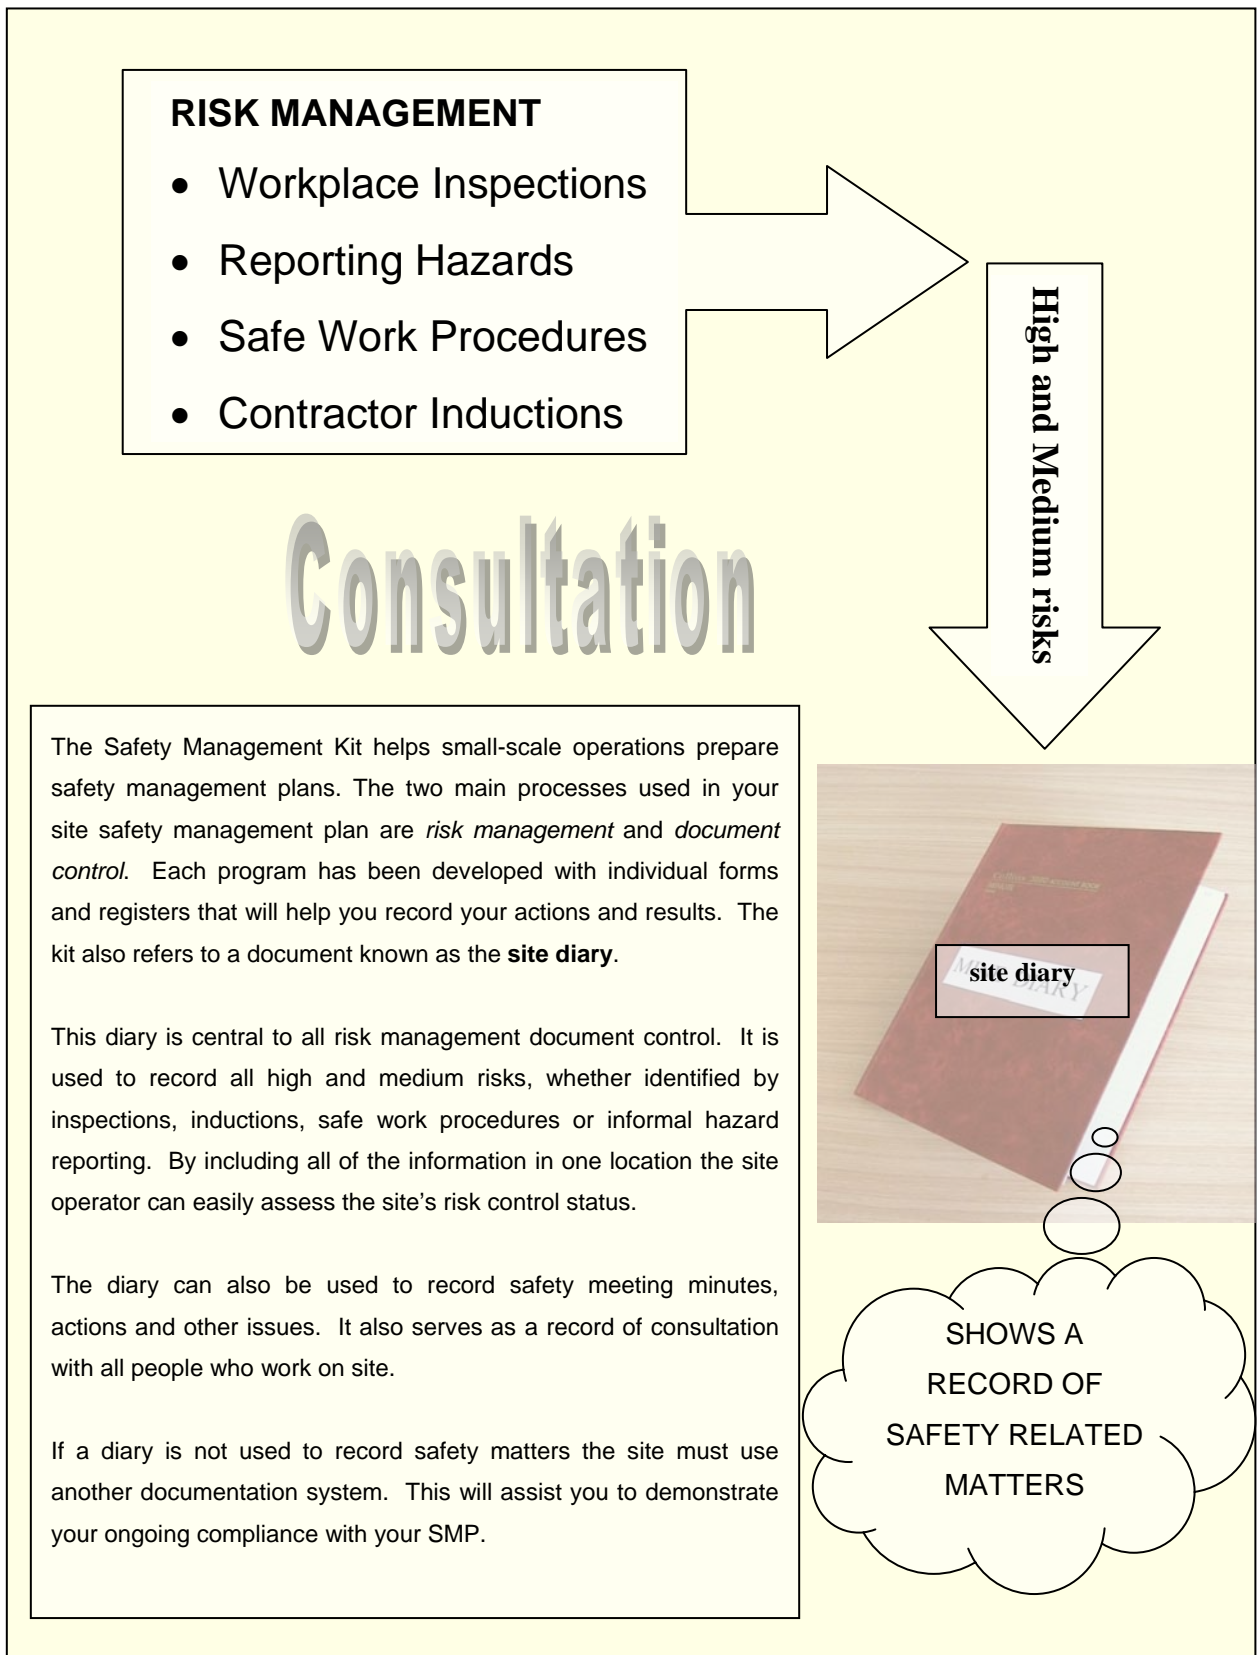 RISK MANAGEMENT
• Workplace Inspections
• Reporting Hazards
• Safe Work Procedures
• Contractor Inductions
High and Medium risks
Consultation
The Safety Management Kit helps small-scale operations prepare
safety management plans. The two main processes used in your
site safety management plan are risk management and document
control. Each program has been developed with individual forms
and registers that will help you record your actions and results. The
kit also refers to a document known as the site diary.
This diary is central to all risk management document control. It is
used to record all high and medium risks, whether identified by
inspections, inductions, safe work procedures or informal hazard
reporting. By including all of the information in one location the site
operator can easily assess the site's risk control status.
The diary can also be used to record safety meeting minutes,
actions and other issues. It also serves as a record of consultation
with all people who work on site.
If a diary is not used to record safety matters the site must use
another documentation system. This will assist you to demonstrate
your ongoing compliance with your SMP.
site diary
DIARY
SHOWS A
RECORD OF
SAFETY RELATED
MATTERS